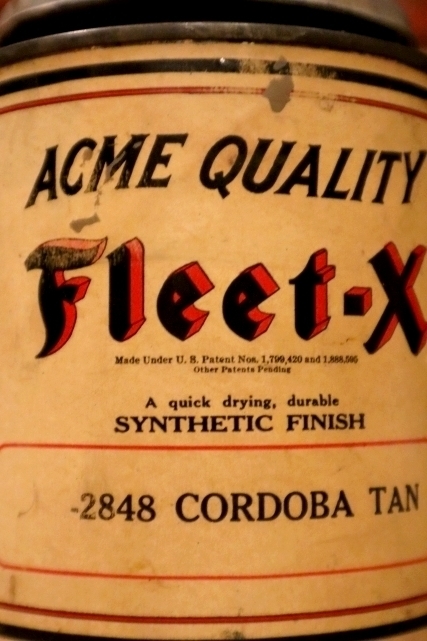 ACME QUALITY
Fleet-X
Made Under U. S. Patent Nos. 1,799,420 and 1,888,595
Other Patents Pending
A quick drying, durable
SYNTHETIC FINISH
-2848 CORDOBA TAN